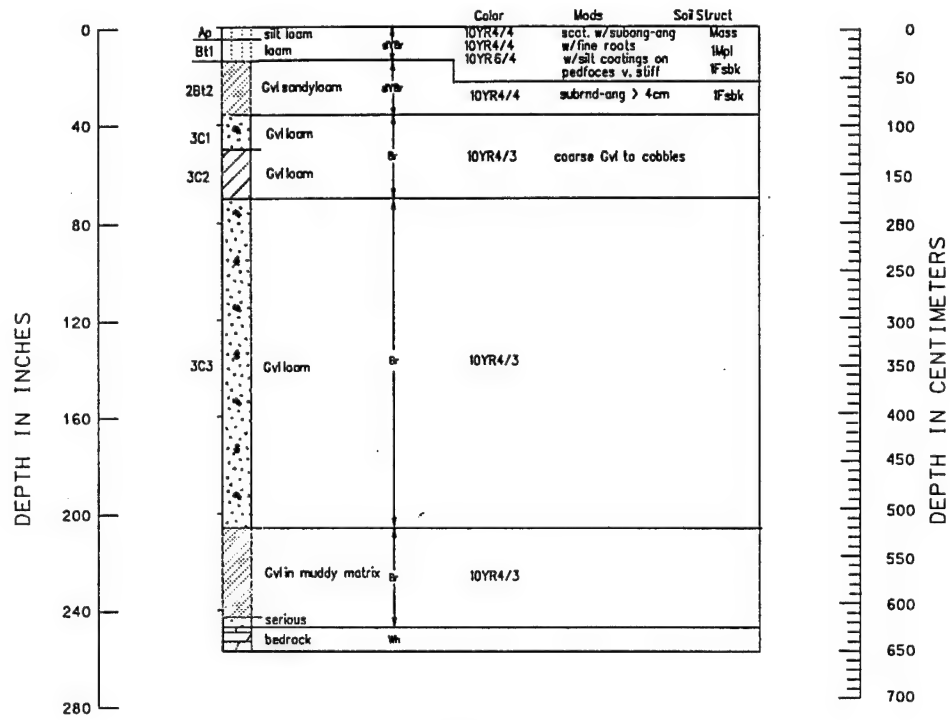 Color Mods Soil Struct
Ap silt loam 10YR4/4 scat. w/subang-ang Mass
Bt1 loam dYBr 10YR4/4 w/fine roots 1Mpl
10YR6/4 w/silt coatings on
pedfaces v. stiff 1Fsbk
2Bt2 Gvl sandyloam dYBr 10YR4/4 subrnd-ang > 4cm 1Fsbk
3C1 Gvl loam
Br 10YR4/3 coarse Gvl to cobbles
3C2 Gvl loam
3C3 Gvl loam Br 10YR4/3
Gvl in muddy matrix Br 10YR4/3
serious
bedrock Wh
DEPTH IN INCHES
0
40
80
120
160
200
240
280
DEPTH IN CENTIMETERS
0
50
100
150
200
250
300
350
400
450
500
550
600
650
700